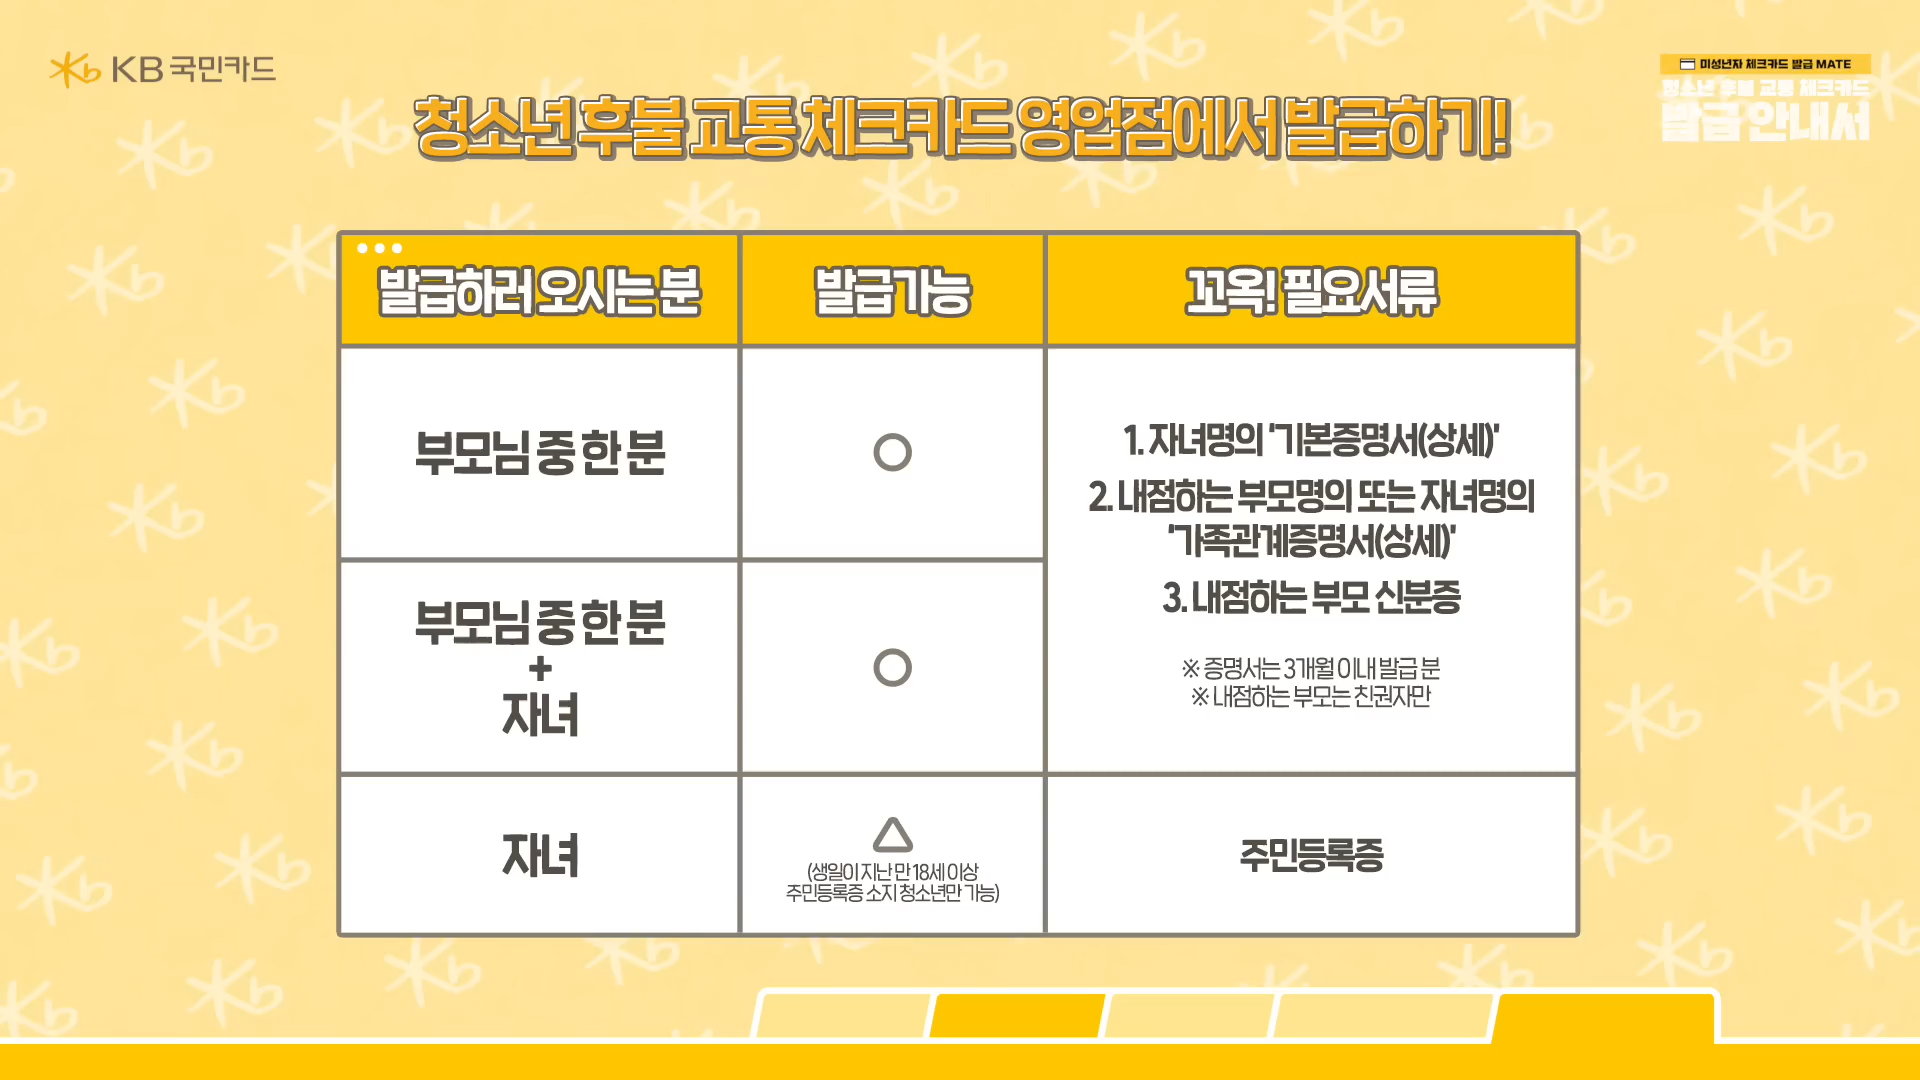 KB국민카드
미성년자 체크카드 발급 MATE
청소년 후불 교통 체크카드
발급 안내서
청소년 후불 교통 체크카드 영업점에서 발급하기!
발급하러 오시는 분
발급가능
꼬옥! 필요서류
부모님 중 한 분
1. 자녀명의 '기본증명서(상세)'
2. 내점하는 부모명의 또는 자녀명의
'가족관계증명서(상세)'
3. 내점하는 부모 신분증
※ 증명서는 3개월 이내 발급 분
※ 내점하는 부모는 친권자만
부모님 중 한 분
+
자녀
자녀
(생일이 지난 만 18세 이상
주민등록증 소지 청소년만 가능)
주민등록증